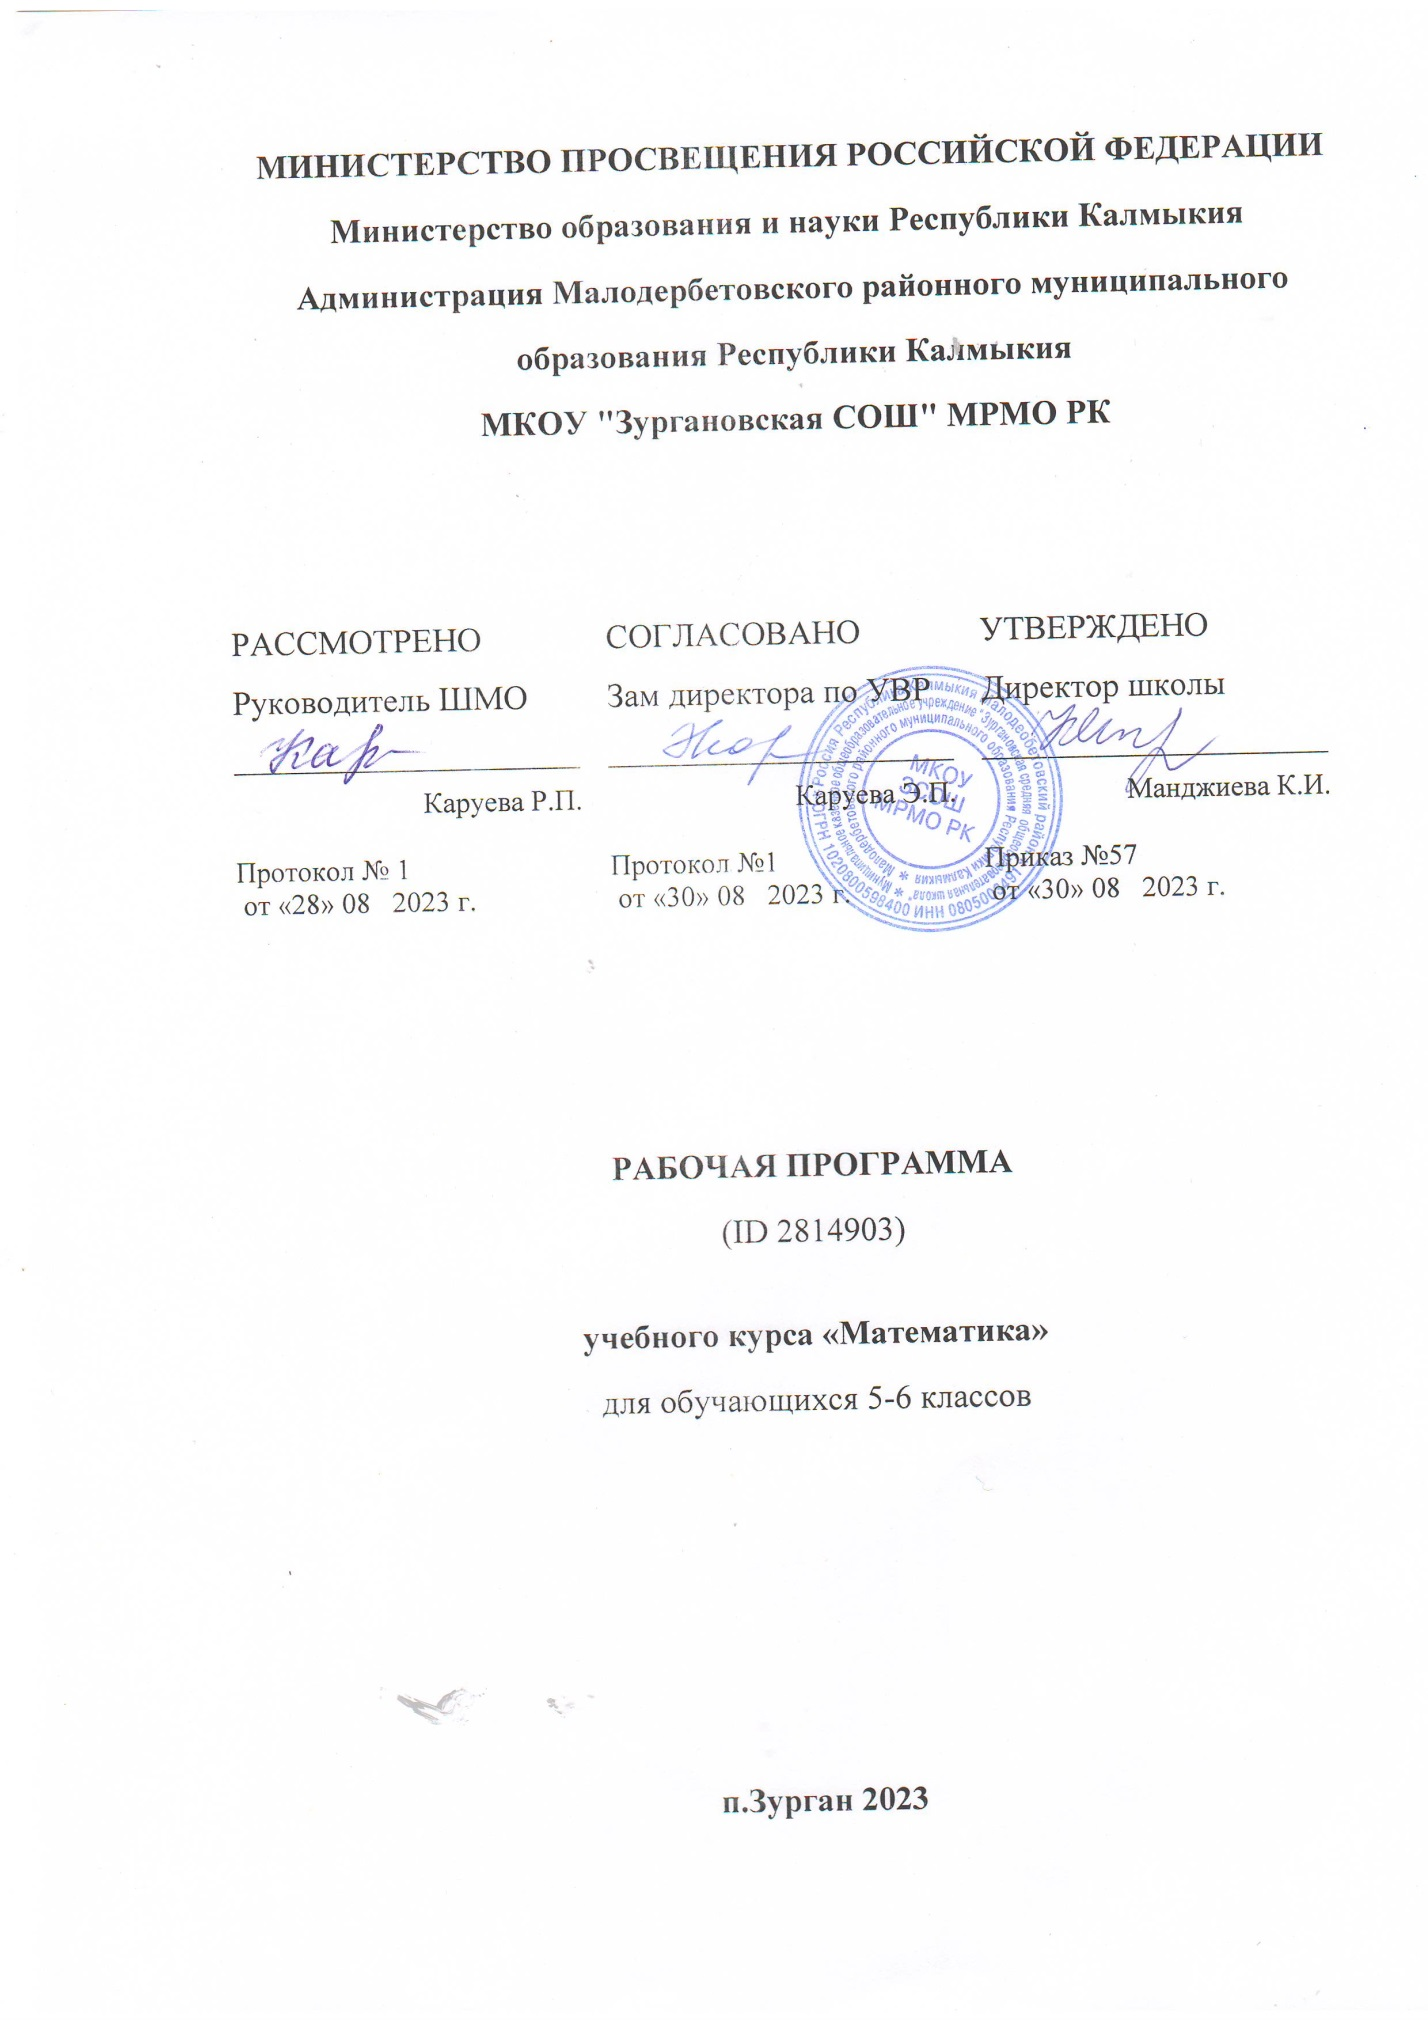 МИНИСТЕРСТВО ПРОСВЕЩЕНИЯ РОССИЙСКОЙ ФЕДЕРАЦИИ
Министерство образования и науки Республики Калмыкия
Администрация Малодербетовского районного муниципального
образования Республики Калмыкия
МКОУ "Зургановская СОШ" МРМО РК
РАССМОТРЕНО
Руководитель ШМО
Каруева Р.П.
Протокол № 1
от «28» 08 2023 г.
СОГЛАСОВАНО
Зам директора по УВР
Каруева Э.П.
Протокол №1
от «30» 08 2023 г.
УТВЕРЖДЕНО
Директор школы
Манджиева К.И.
Приказ №57
от «30» 08 2023 г.
МКОУ
ЗСОШ
МРМО РК
РАБОЧАЯ ПРОГРАММА
(ID 2814903)
учебного курса «Математика»
для обучающихся 5-6 классов
п.Зурган 2023